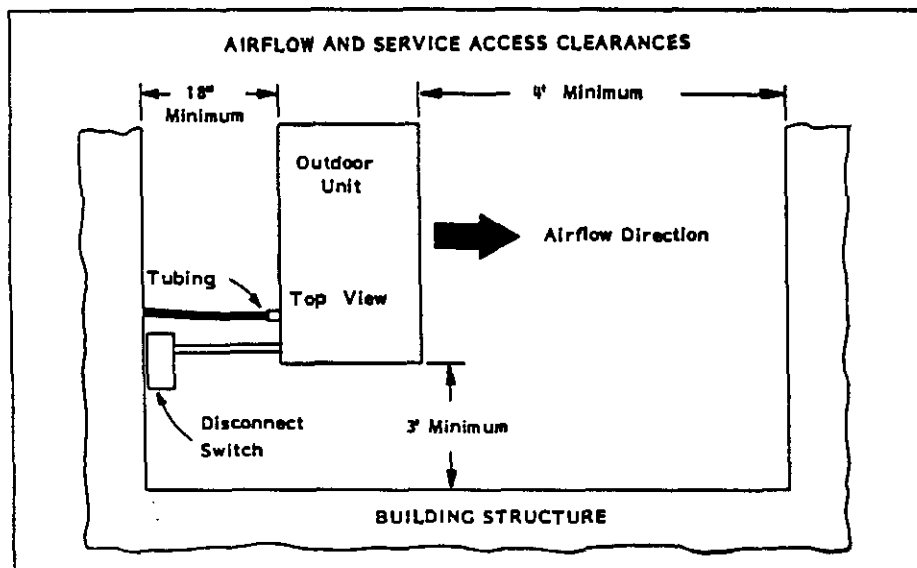 AIRFLOW AND SERVICE ACCESS CLEARANCES
18"
Minimum
4' Minimum
Outdoor
Unit
Airflow Direction
Tubing
Top View
Disconnect
Switch
3' Minimum
BUILDING STRUCTURE